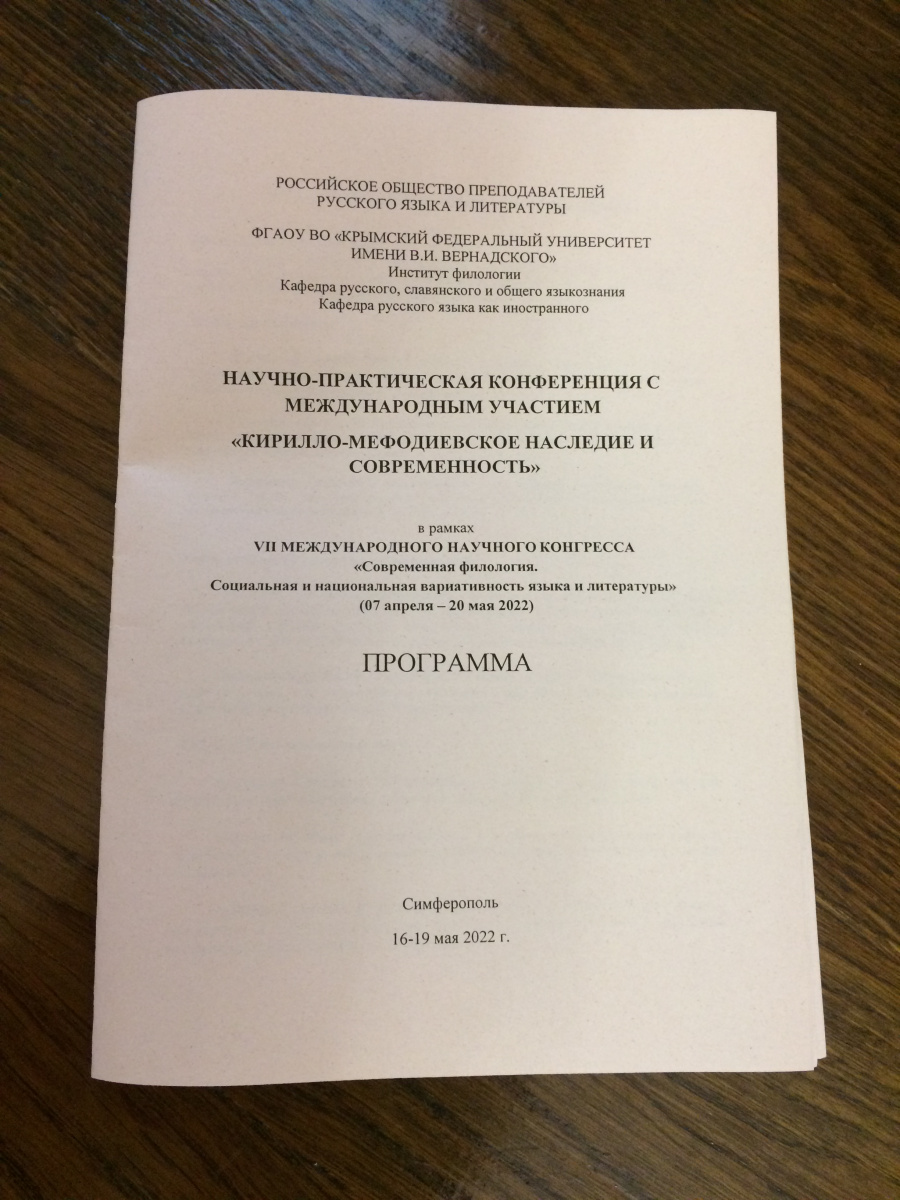 РОССИЙСКОЕ ОБЩЕСТВО ПРЕПОДАВАТЕЛЕЙ
РУССКОГО ЯЗЫКА И ЛИТЕРАТУРЫ
ФГАОУ ВО «КРЫМСКИЙ ФЕДЕРАЛЬНЫЙ УНИВЕРСИТЕТ
ИМЕНИ В.И. ВЕРНАДСКОГО»
Институт филологии
Кафедра русского, славянского и общего языкознания
Кафедра русского языка как иностранного
НАУЧНО-ПРАКТИЧЕСКАЯ КОНФЕРЕНЦИЯ С
МЕЖДУНАРОДНЫМ УЧАСТИЕМ
«КИРИЛЛО-МЕФОДИЕВСКОЕ НАСЛЕДИЕ И
СОВРЕМЕННОСТЬ»
в рамках
VII МЕЖДУНАРОДНОГО НАУЧНОГО КОНГРЕССА
«Современная филология.
Социальная и национальная вариативность языка и литературы»
(07 апреля – 20 мая 2022)
ПРОГРАММА
Симферополь
16-19 мая 2022 г.